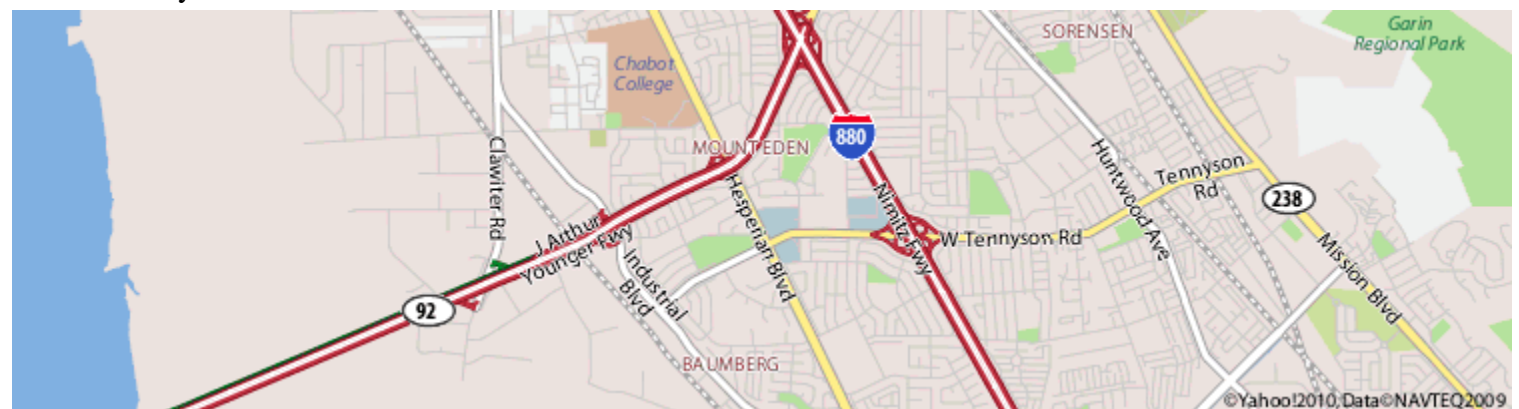 SORENSEN
Garin
Regional Park
Chabot
College
880
MOUNT EDEN
Clawiter Rd
Huntwood Ave
Tennyson
Rd
238
Hesperian Blvd
Nimitz Fwy
W Tennyson Rd
J Arthur
Younger Fwy
Industrial
Blvd
Mission Blvd
92
BAUMBERG
©Yahoo!2010,Data©NAVTEQ2009